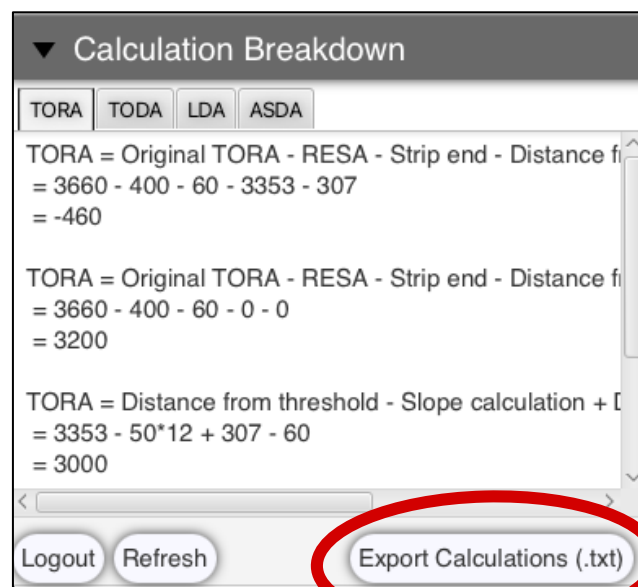 ▼ Calculation Breakdown
TORA TODA LDA ASDA
TORA = Original TORA - RESA - Strip end - Distance
= 3660 - 400 - 60 - 3353 - 307
= -460
TORA = Original TORA - RESA - Strip end - Distance
= 3660 - 400 - 60 - 0 - 0
= 3200
TORA = Distance from threshold - Slope calculation +
= 3353 - 50*12 + 307 - 60
= 3000
Logout Refresh Export Calculations (.txt)